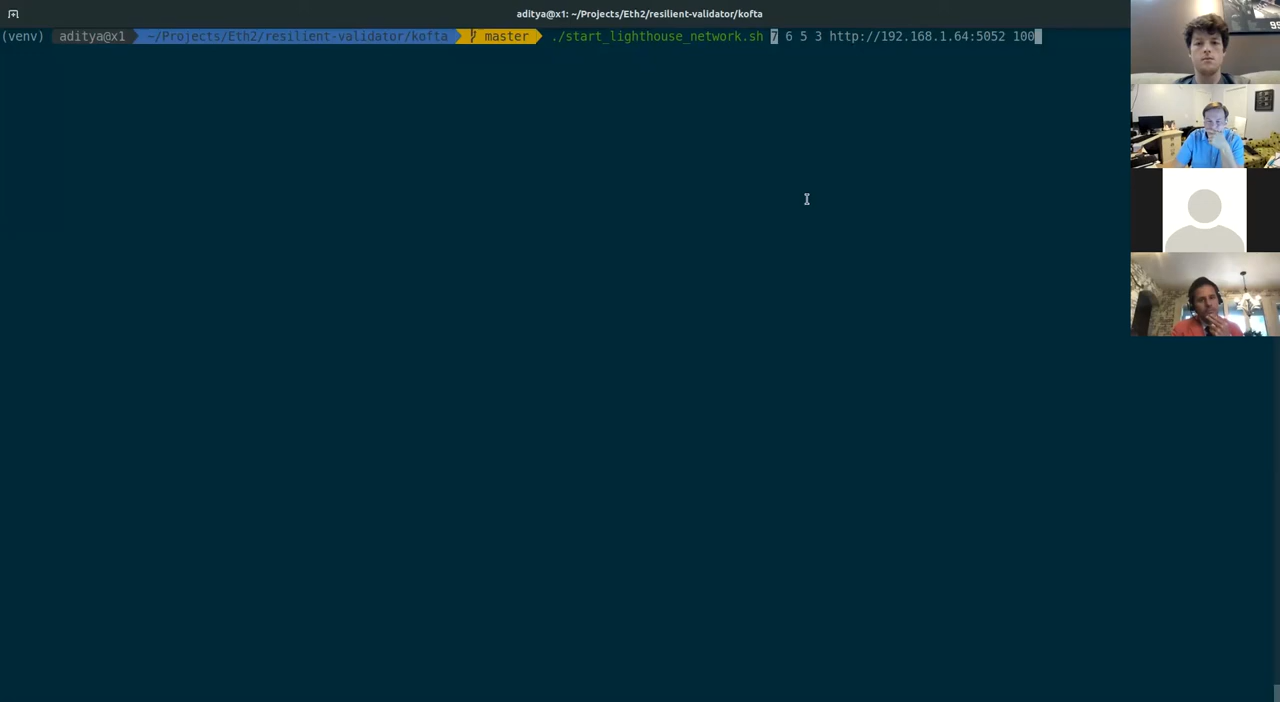 aditya@x1: ~/Projects/Eth2/resilient-validator/kofta
(venv) aditya@x1 ~/Projects/Eth2/resilient-validator/kofta master ./start_lighthouse_network.sh 7 6 5 3 http://192.168.1.64:5052 100